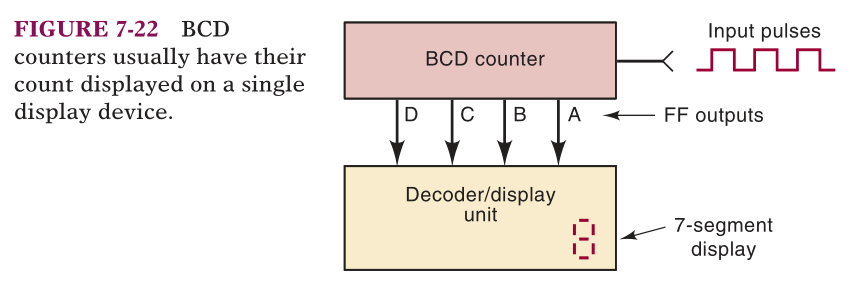 FIGURE 7-22 BCD
counters usually have their
count displayed on a single
display device.
BCD counter
Input pulses
D
C
B
A
FF outputs
Decoder/display
unit
7-segment
display